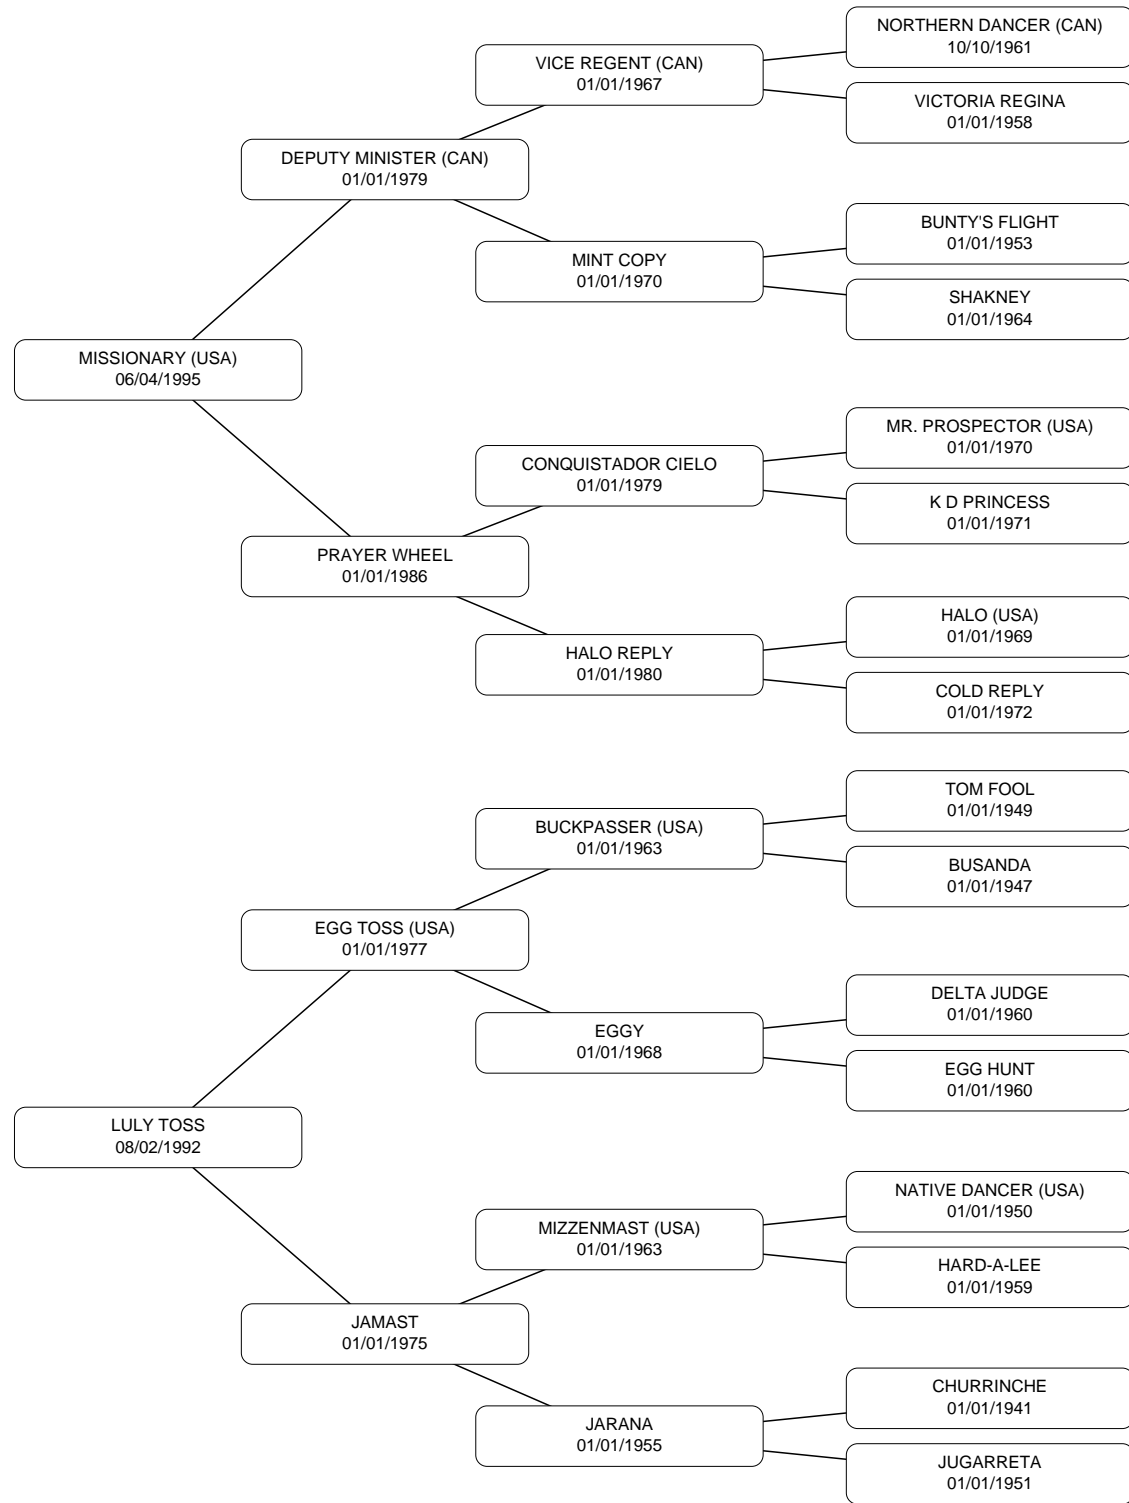 NORTHERN DANCER (CAN)
10/10/1961
VICE REGENT (CAN)
01/01/1967
VICTORIA REGINA
01/01/1958
DEPUTY MINISTER (CAN)
01/01/1979
BUNTY'S FLIGHT
01/01/1953
MINT COPY
01/01/1970
SHAKNEY
01/01/1964
MISSIONARY (USA)
06/04/1995
MR. PROSPECTOR (USA)
01/01/1970
CONQUISTADOR CIELO
01/01/1979
K D PRINCESS
01/01/1971
PRAYER WHEEL
01/01/1986
HALO (USA)
01/01/1969
HALO REPLY
01/01/1980
COLD REPLY
01/01/1972
TOM FOOL
01/01/1949
BUCKPASSER (USA)
01/01/1963
BUSANDA
01/01/1947
EGG TOSS (USA)
01/01/1977
DELTA JUDGE
01/01/1960
EGGY
01/01/1968
EGG HUNT
01/01/1960
LULY TOSS
08/02/1992
NATIVE DANCER (USA)
01/01/1950
MIZZENMAST (USA)
01/01/1963
HARD-A-LEE
01/01/1959
JAMAST
01/01/1975
CHURRINCHE
01/01/1941
JARANA
01/01/1955
JUGARRETA
01/01/1951